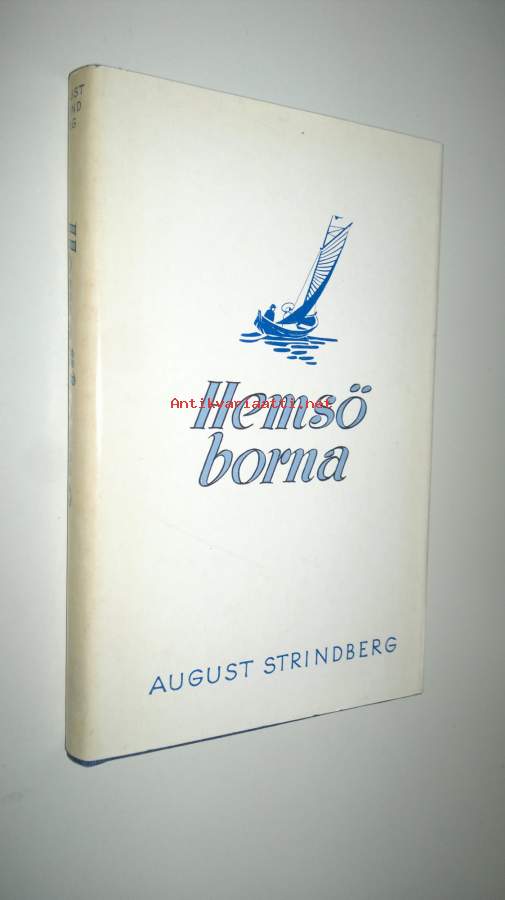 Hemsö
borna
AUGUST STRINDBERG
Antikvariaatti.net